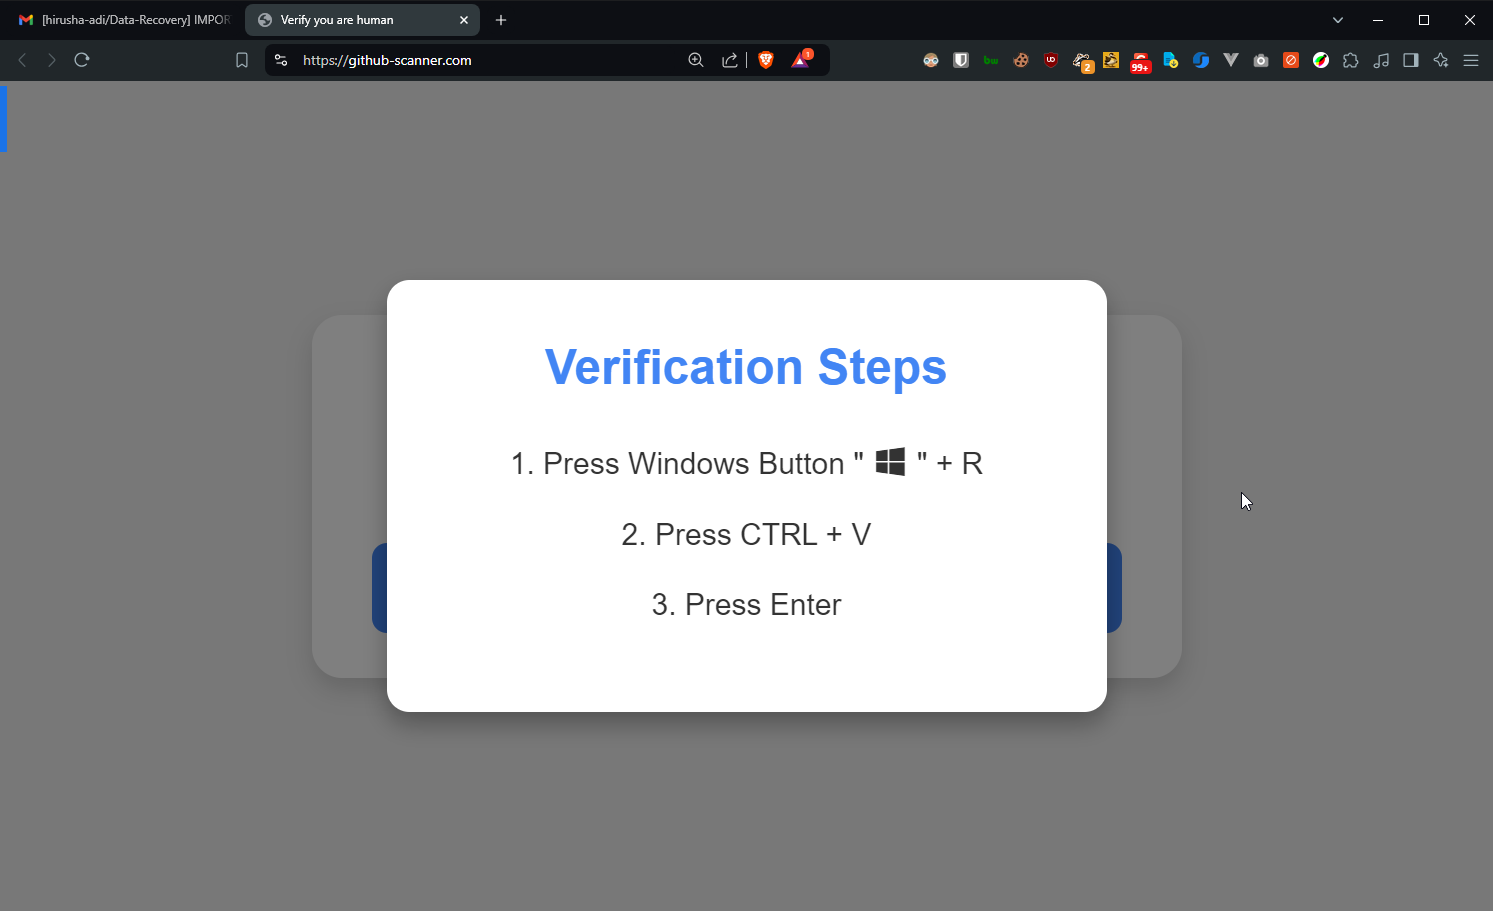 [hirusha-adi/Data-Recovery] IMPOR
Verify you are human
https://github-scanner.com
1
bw
UD
2
99+
Verification Steps
1. Press Windows Button " " + R
2. Press CTRL + V
3. Press Enter